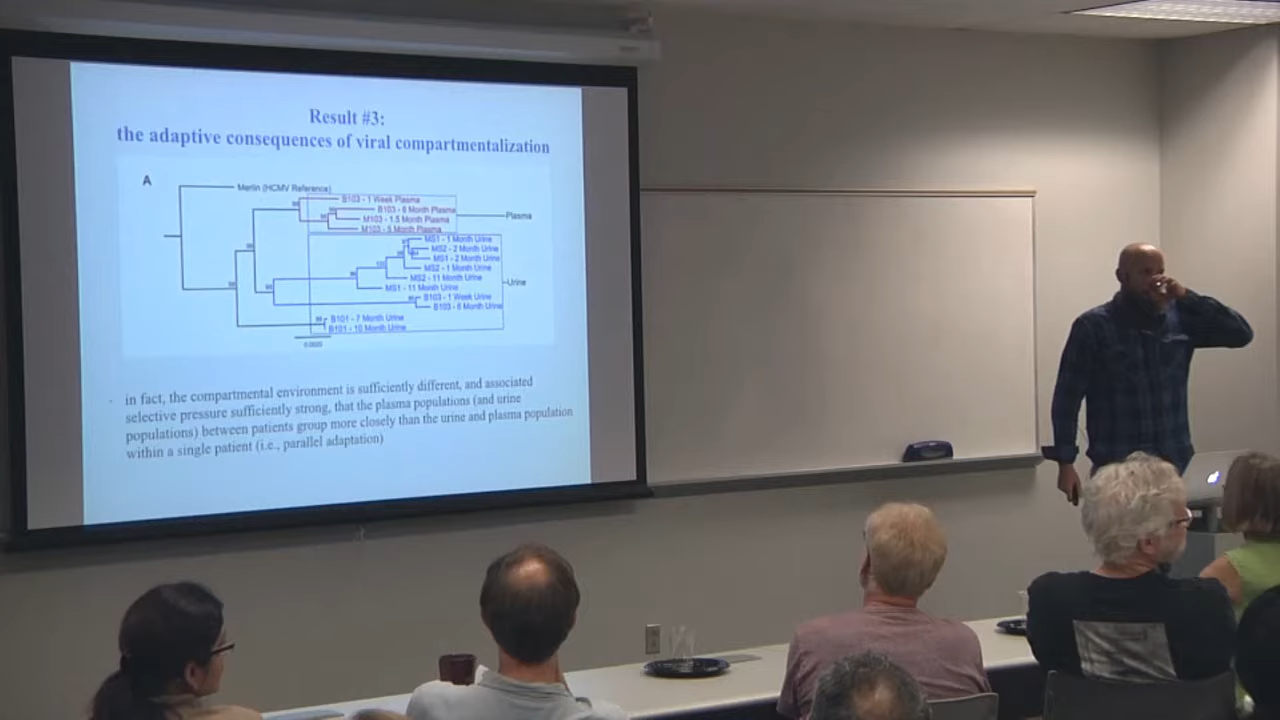 Result #3:
the adaptive consequences of viral compartmentalization
A
Merlin (HCMV Reference)
B103 - 1 Week Plasma
B103 - 6 Month Plasma
M103 - 1.5 Month Plasma
M103 - 5 Month Plasma
Plasma
MS1 - 1 Month Urine
MS2 - 2 Month Urine
MS1 - 2 Month Urine
MS2 - 1 Month Urine
MS2 - 11 Month Urine
MS1 - 11 Month Urine
Urine
B103 - 1 Week Urine
B103 - 6 Month Urine
B101 - 7 Month Urine
B101 - 10 Month Urine
in fact, the compartmental environment is sufficiently different, and associated
selective pressure sufficiently strong, that the plasma populations (and urine
populations) between patients group more closely than the urine and plasma population
within a single patient (i.e., parallel adaptation)